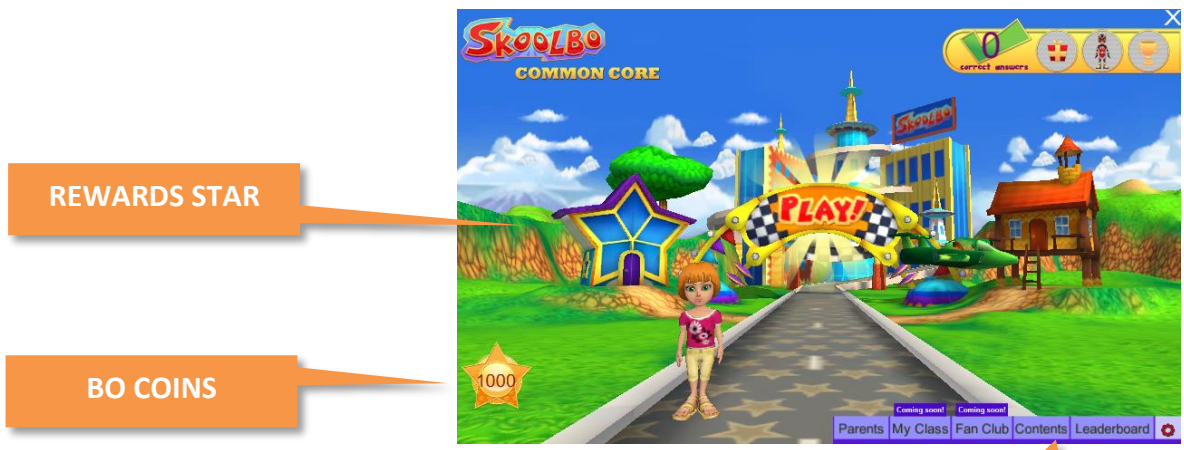 SKOOLBO
COMMON CORE
X
0
correct answers
SKOOLBO
REWARDS STAR
PLAY!
BO COINS
1000
Coming soon! Coming soon!
Parents My Class Fan Club Contents Leaderboard